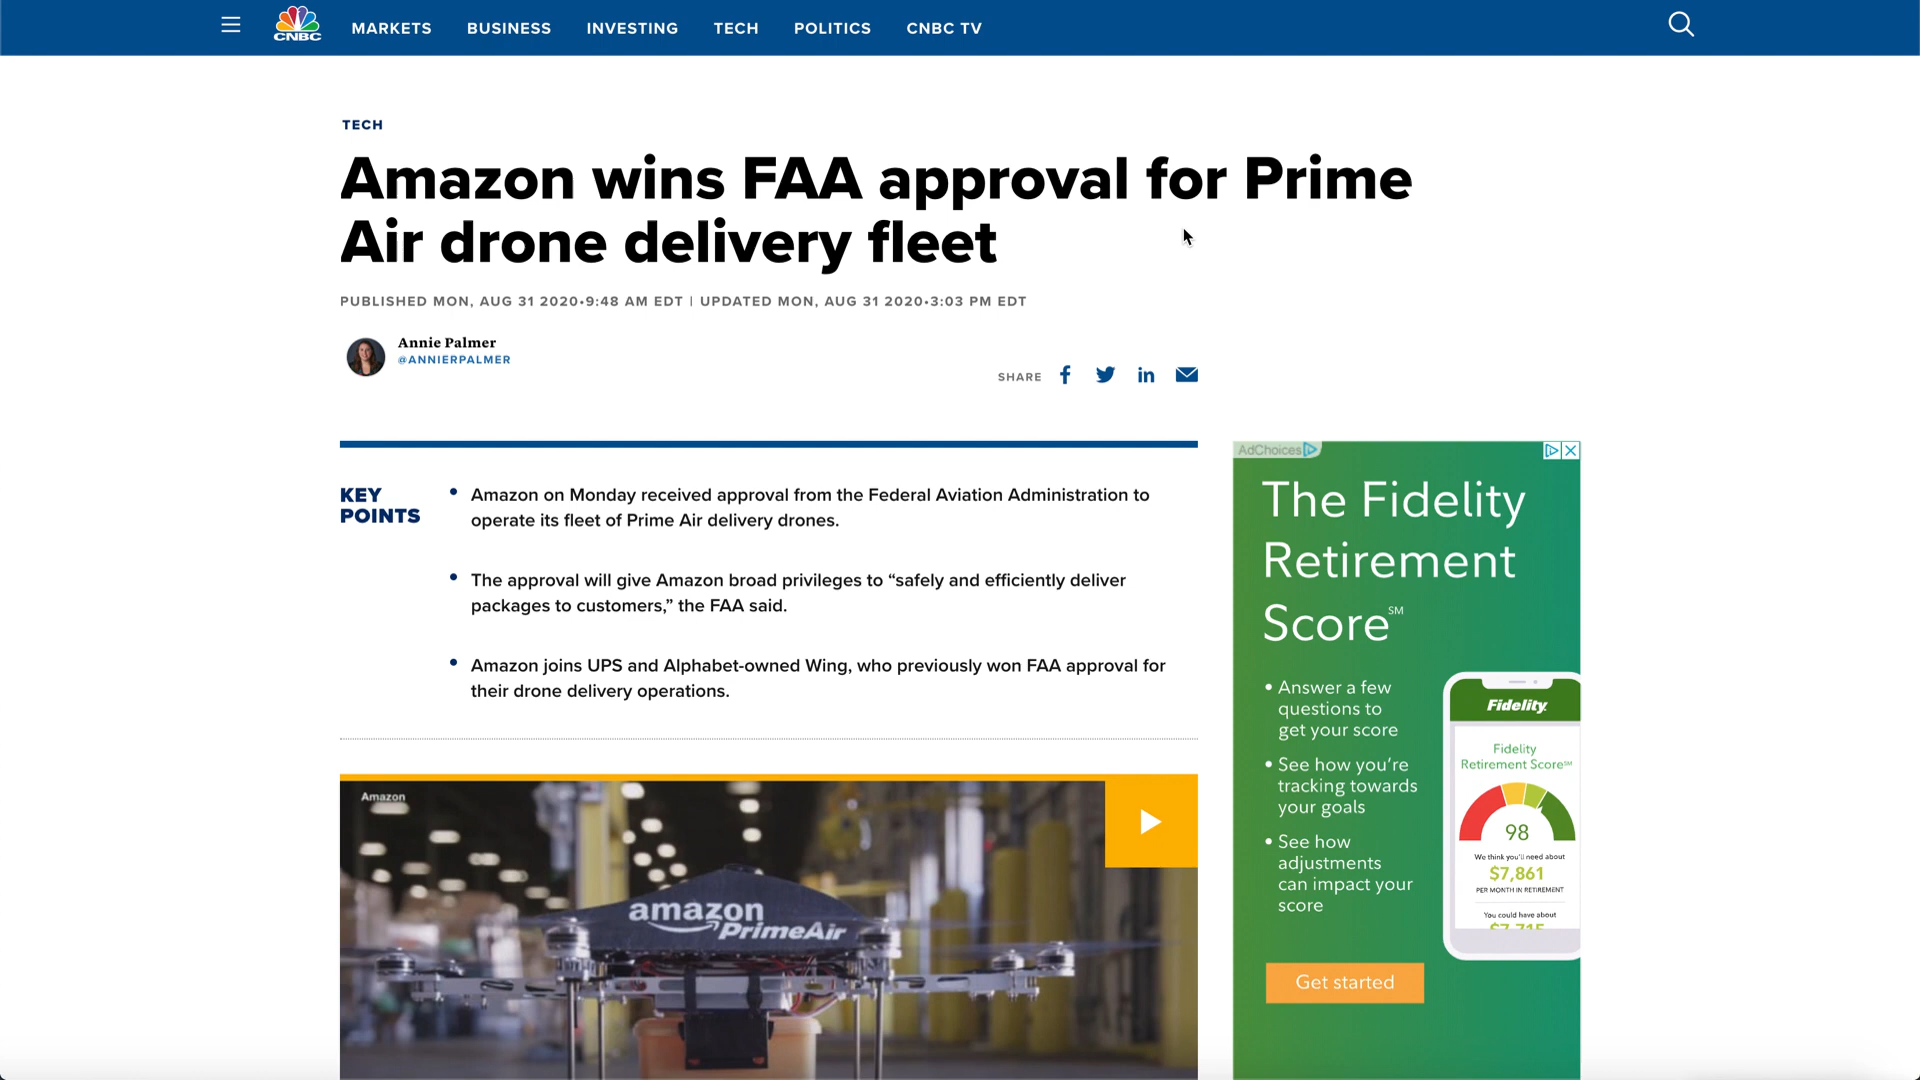 CNBC
MARKETS
BUSINESS
INVESTING
TECH
POLITICS
CNBC TV
TECH
Amazon wins FAA approval for Prime
Air drone delivery fleet
PUBLISHED MON, AUG 31 2020•9:48 AM EDT | UPDATED MON, AUG 31 2020•3:03 PM EDT
Annie Palmer
@ANNIERPALMER
SHARE
KEY
POINTS
• Amazon on Monday received approval from the Federal Aviation Administration to
operate its fleet of Prime Air delivery drones.
• The approval will give Amazon broad privileges to “safely and efficiently deliver
packages to customers,” the FAA said.
• Amazon joins UPS and Alphabet-owned Wing, who previously won FAA approval for
their drone delivery operations.
Amazon
amazon
PrimeAir
AdChoices
The Fidelity
Retirement
Score℠
• Answer a few
questions to
get your score
• See how you’re
tracking towards
your goals
• See how
adjustments
can impact your
score
Get started
Fidelity
Fidelity
Retirement Score℠
98
We think you'll need about
$7,861
PER MONTH IN RETIREMENT
You could have about
$7,715